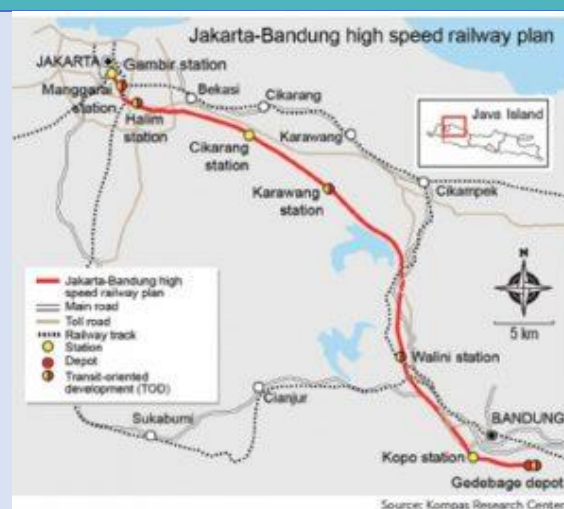 Jakarta-Bandung high speed railway plan
JAKARTA
Gambir station
Manggarai
station
Halim
station
Bekasi
Cikarang
Cikarang
station
Karawang
Karawang
station
Cikampek
Java Island
5 km
Jakarta-Bandung high
speed railway plan
Main road
Toll road
Railway track
Station
Depot
Transit-oriented
development (TOD)
Walini station
Cianjur
Sukabumi
BANDUNG
Kopo station
Gedebage depot
Source: Kompas Research Center